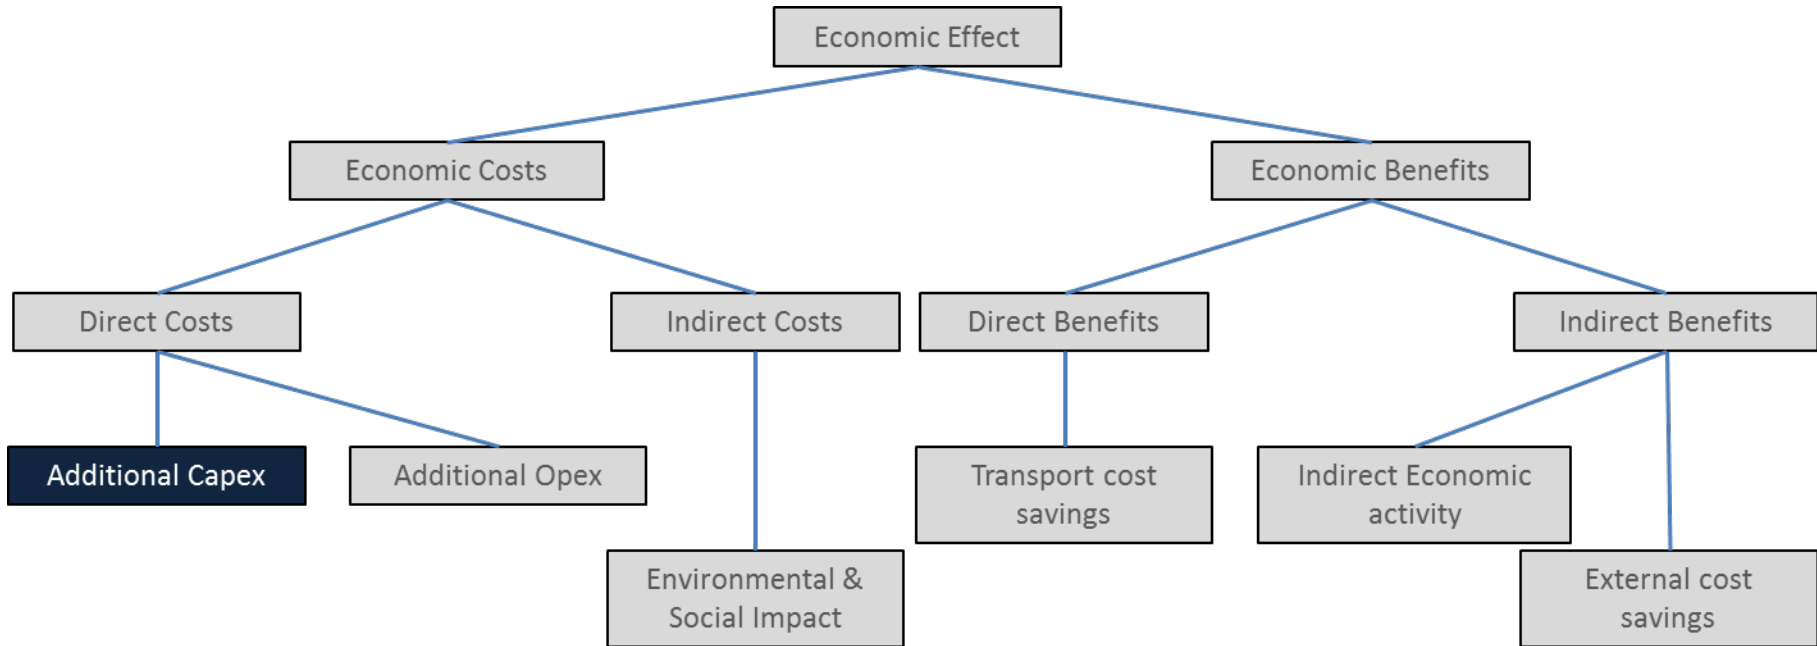 Economic Effect
Economic Costs
Economic Benefits
Direct Costs
Indirect Costs
Direct Benefits
Indirect Benefits
Additional Capex
Additional Opex
Transport cost
savings
Indirect Economic
activity
Environmental &
Social Impact
External cost
savings